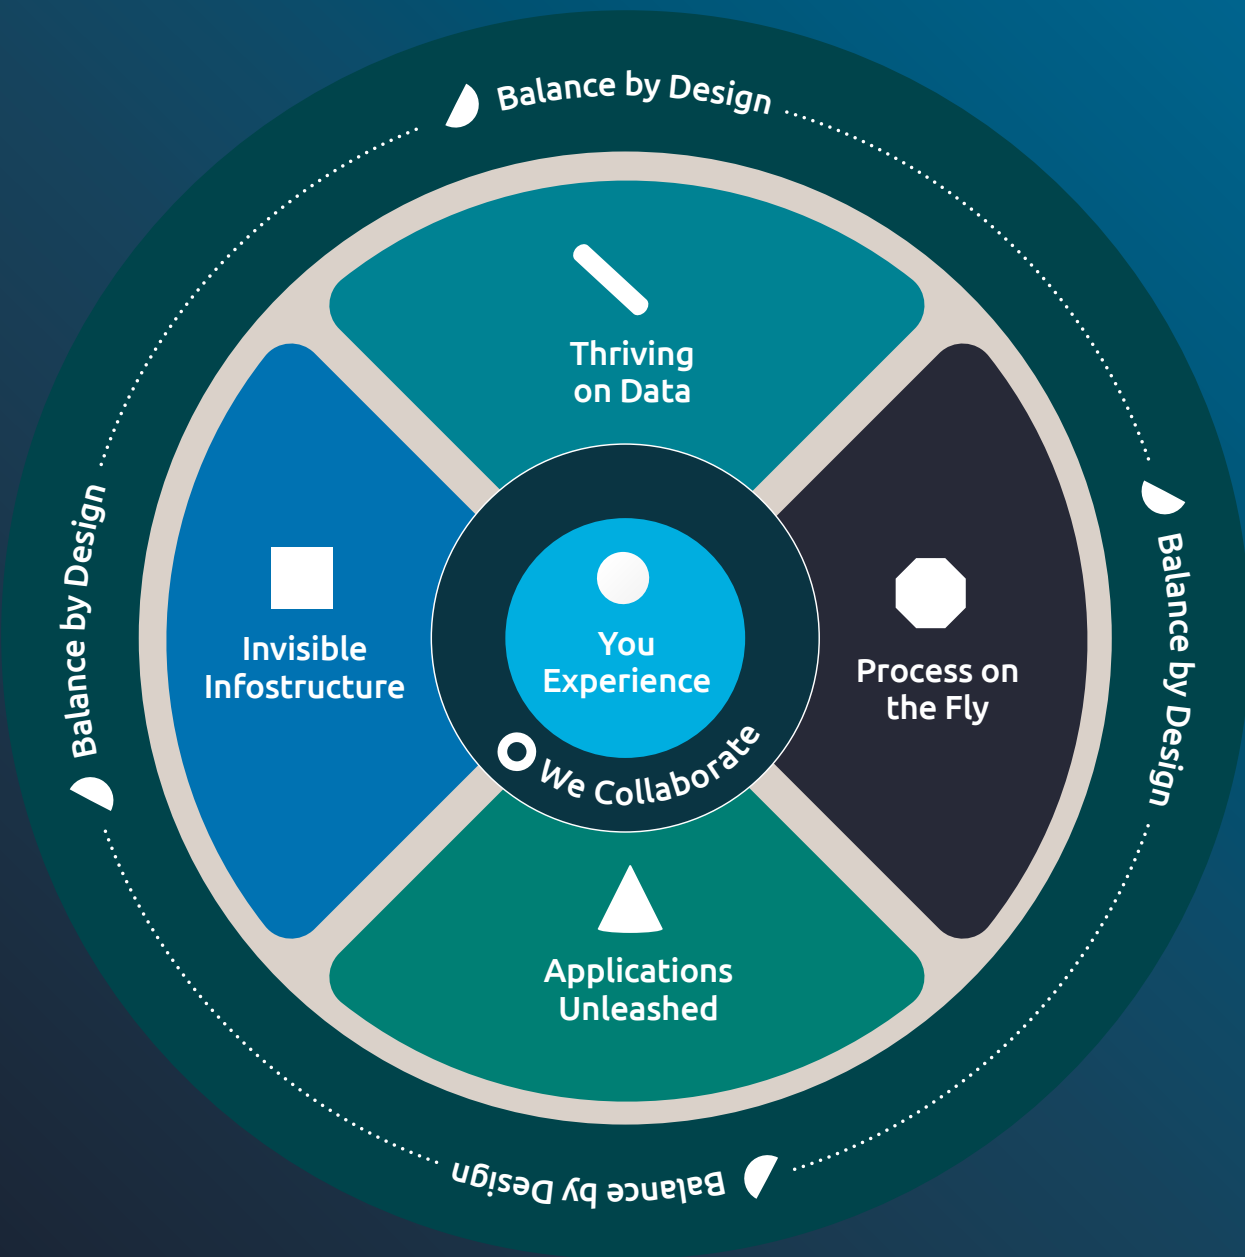 Balance by Design
Thriving
on Data
Balance by Design
Invisible
Infostructure
You
Experience
We Collaborate
Process on
the Fly
Balance by Design
Applications
Unleashed
Balance by Design